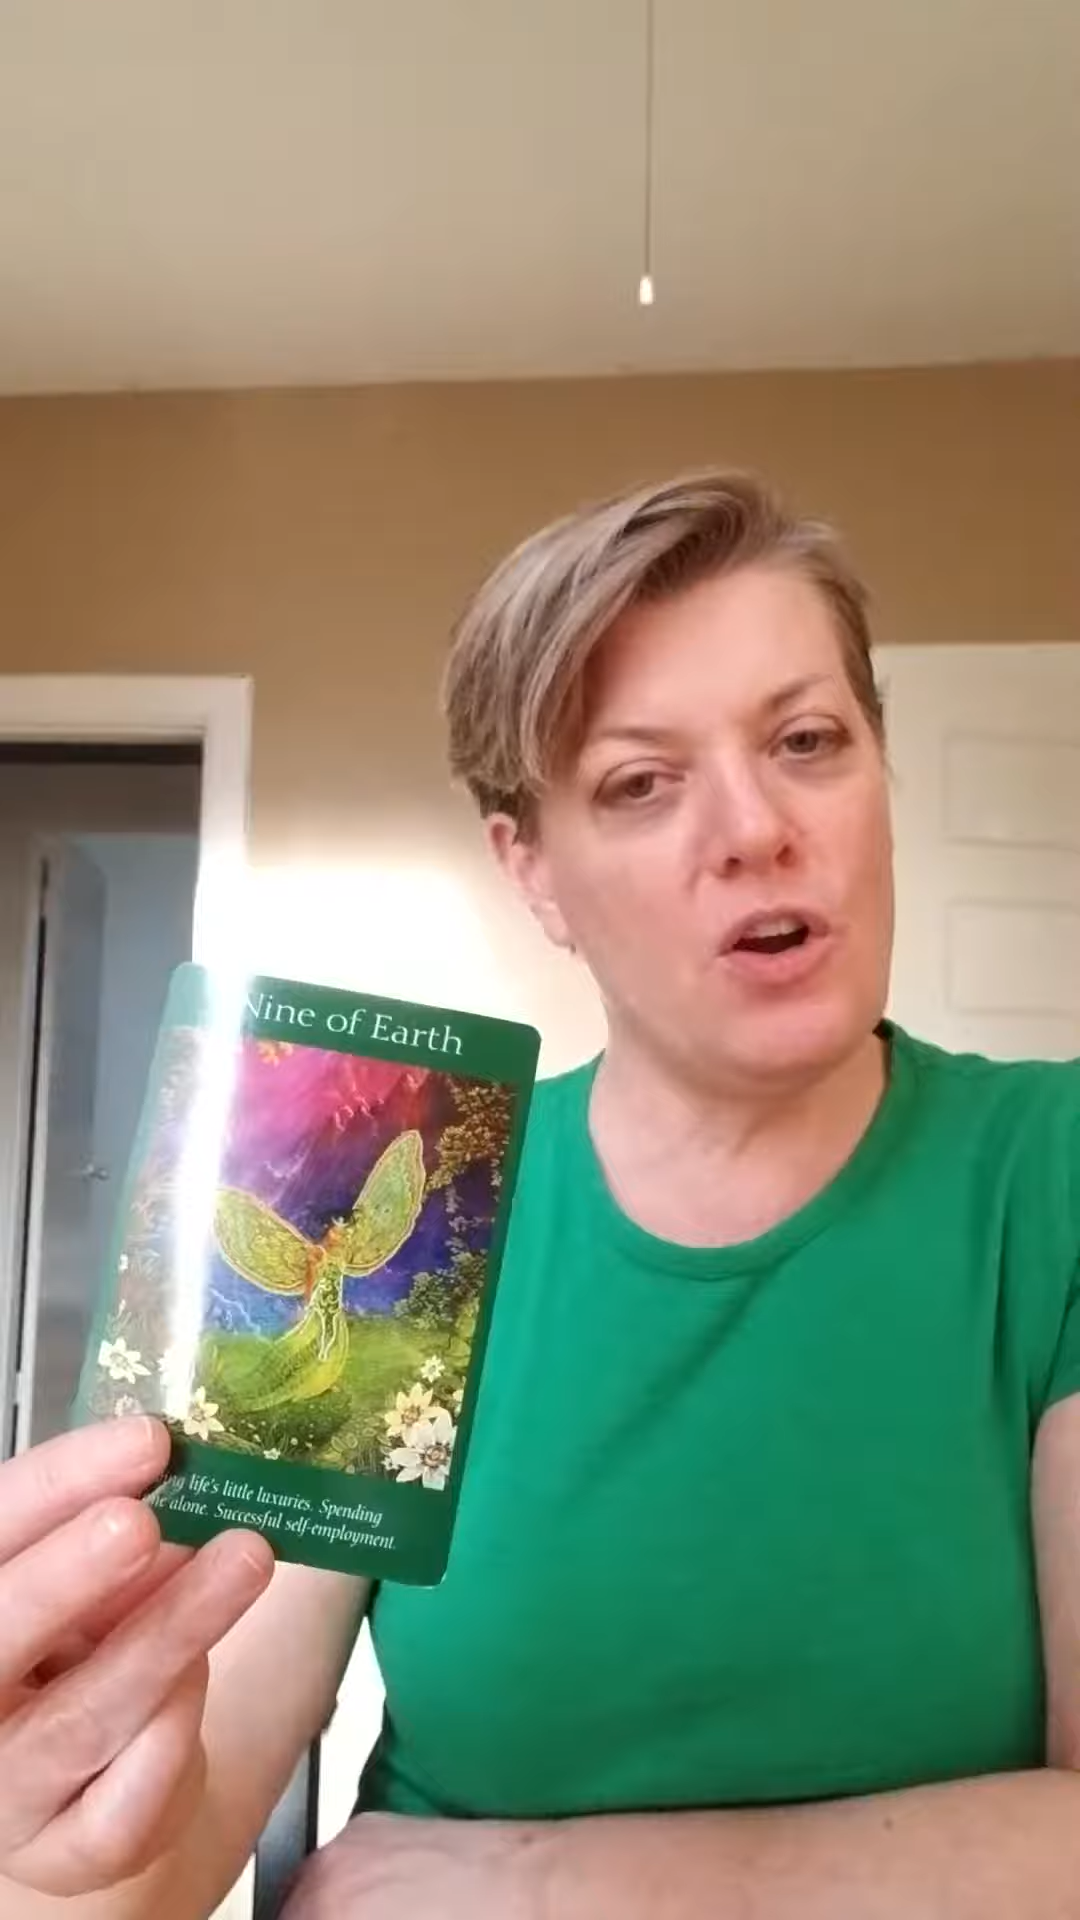 Nine of Earth
life's little luxuries. Spending
alone. Successful self-employment.